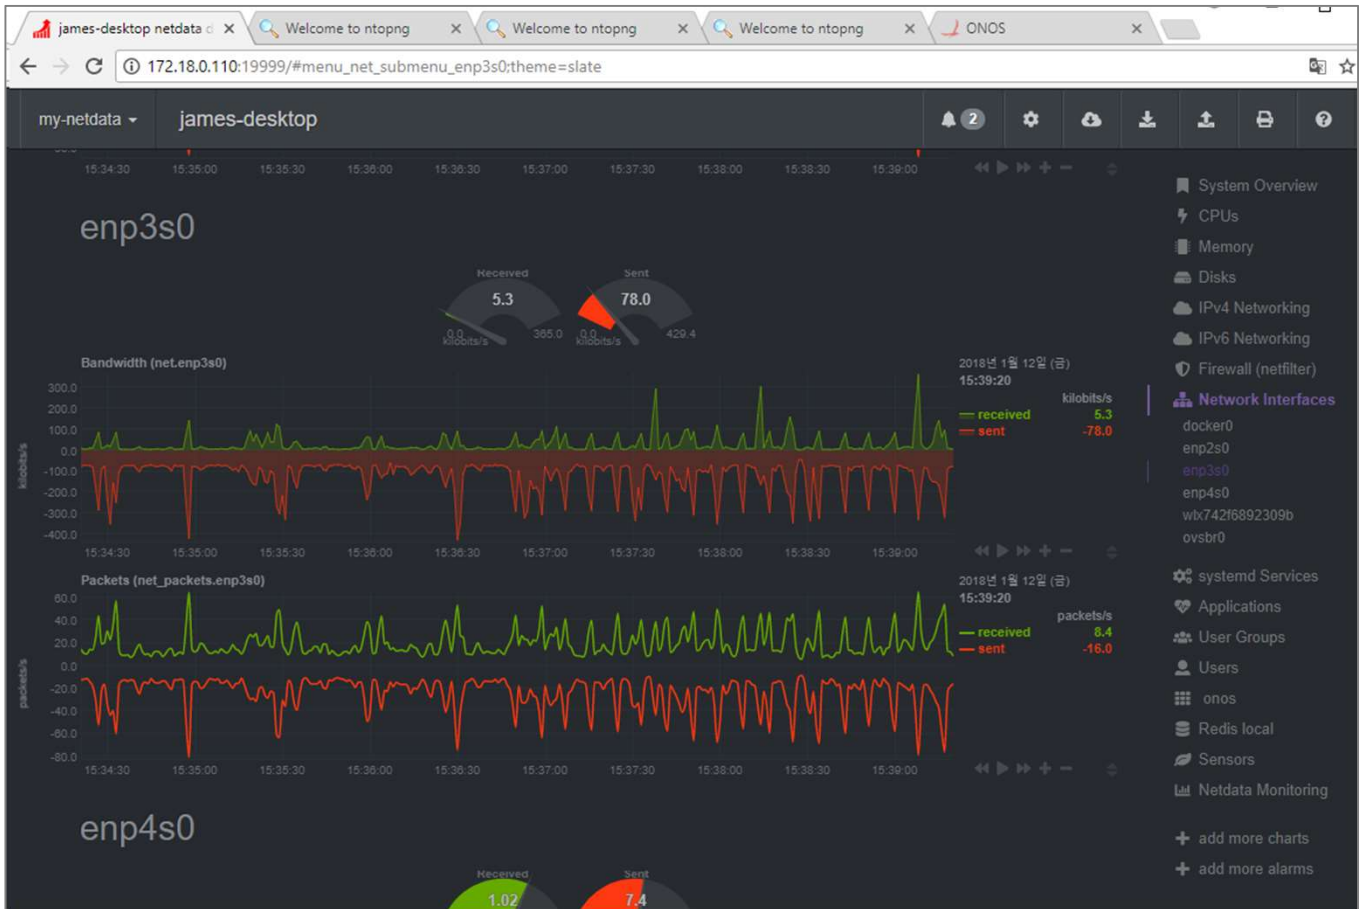 james-desktop netdata d
Welcome to ntopng
Welcome to ntopng
Welcome to ntopng
ONOS
172.18.0.110:19999/#menu_net_submenu_enp3s0;theme=slate
my-netdata
james-desktop
2
15:34:30 15:35:00 15:35:30 15:36:00 15:36:30 15:37:00 15:37:30 15:38:00 15:38:30 15:39:00
enp3s0
Received
5.3
0.0
365.0
kilobits/s
Sent
78.0
0.0
429.4
kilobits/s
Bandwidth (net.enp3s0)
2018년 1월 12일 (금)
15:39:20
kilobits/s
received 5.3
sent -78.0
kilobits/s
300.0
200.0
100.0
0.0
-100.0
-200.0
-300.0
-400.0
15:34:30 15:35:00 15:35:30 15:36:00 15:36:30 15:37:00 15:37:30 15:38:00 15:38:30 15:39:00
Packets (net_packets.enp3s0)
2018년 1월 12일 (금)
15:39:20
packets/s
received 8.4
sent -16.0
packets/s
60.0
40.0
20.0
0.0
-20.0
-40.0
-60.0
-80.0
15:34:30 15:35:00 15:35:30 15:36:00 15:36:30 15:37:00 15:37:30 15:38:00 15:38:30 15:39:00
enp4s0
Received
1.02
Sent
7.4
System Overview
CPUs
Memory
Disks
IPv4 Networking
IPv6 Networking
Firewall (netfilter)
Network Interfaces
docker0
enp2s0
enp3s0
enp4s0
wlx742f6892309b
ovsbr0
systemd Services
Applications
User Groups
Users
onos
Redis local
Sensors
Netdata Monitoring
add more charts
add more alarms